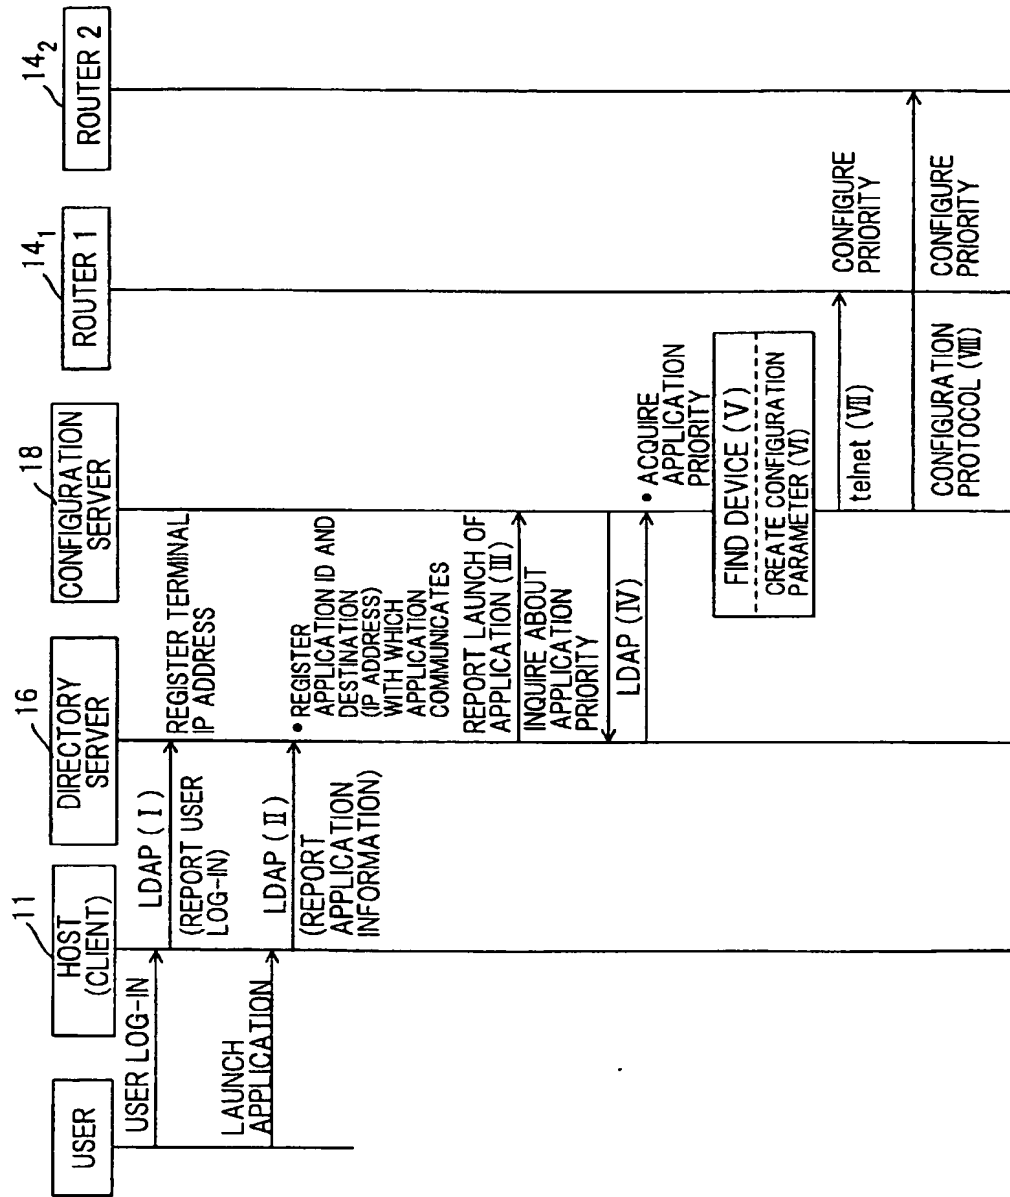 USER
11
HOST
(CLIENT)
16
DIRECTORY
SERVER
18
CONFIGURATION
SERVER
14₁
ROUTER 1
14₂
ROUTER 2
USER LOG-IN
LDAP (Ⅰ)
(REPORT USER
LOG-IN)
REGISTER TERMINAL
IP ADDRESS
LAUNCH
APPLICATION
LDAP (Ⅱ)
(REPORT
APPLICATION
INFORMATION)
• REGISTER
APPLICATION ID AND
DESTINATION
(IP ADDRESS)
WITH WHICH
APPLICATION
COMMUNICATES
REPORT LAUNCH OF
APPLICATION (Ⅲ)
INQUIRE ABOUT
APPLICATION
PRIORITY
LDAP (Ⅳ)
• ACQUIRE
APPLICATION
PRIORITY
FIND DEVICE (Ⅴ)
CREATE CONFIGURATION
PARAMETER (Ⅵ)
telnet (Ⅶ)
CONFIGURE
PRIORITY
CONFIGURATION
PROTOCOL (Ⅷ)
CONFIGURE
PRIORITY